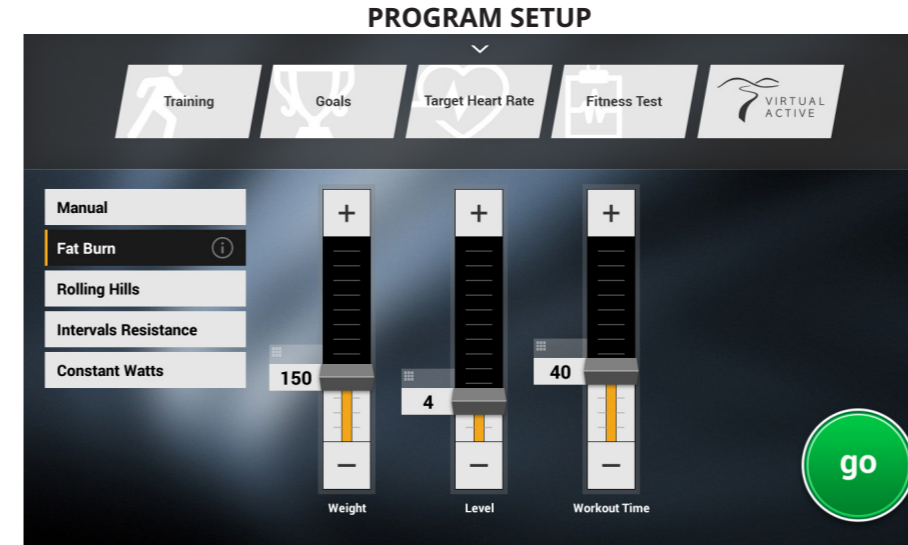 PROGRAM SETUP
Training
Goals
Target Heart Rate
Fitness Test
VIRTUAL
ACTIVE
Manual
Fat Burn
Rolling Hills
Intervals Resistance
Constant Watts
+
+
+
150
4
40
−
−
−
Weight
Level
Workout Time
go